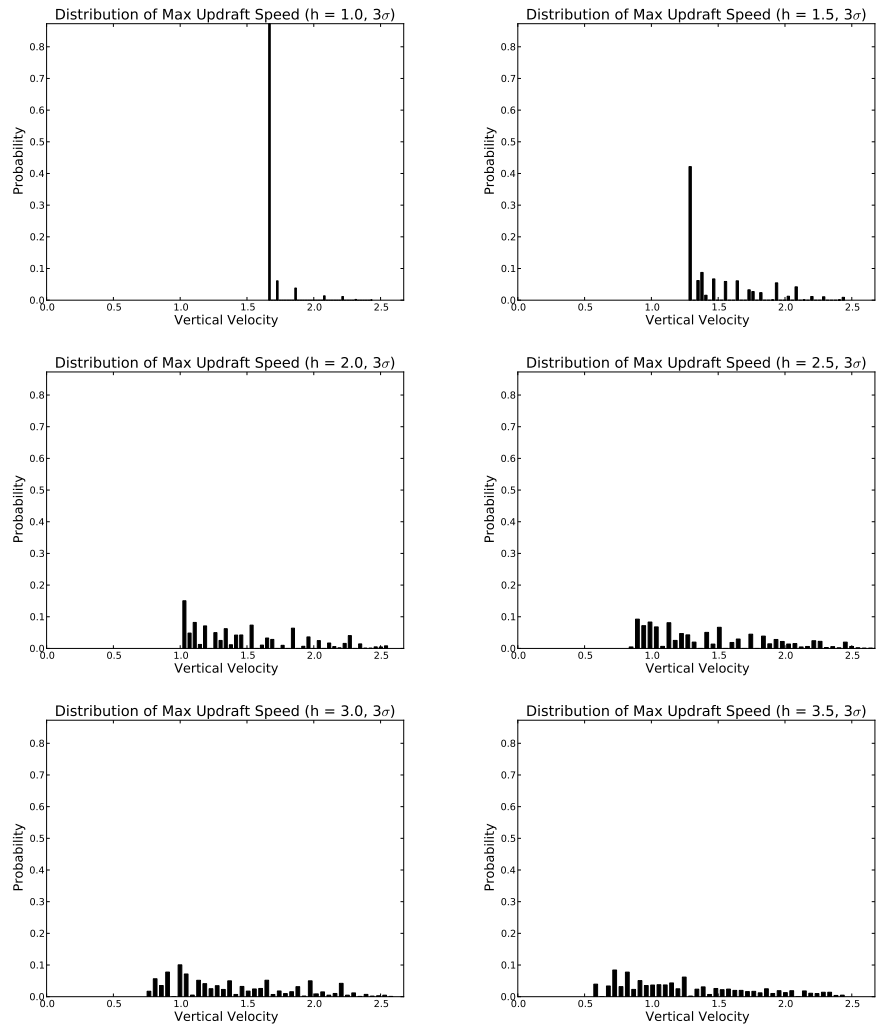 Distribution of Max Updraft Speed (h = 1.0, 3σ)
0.8
0.7
0.6
0.5
0.4
0.3
0.2
0.1
0.0
Probability
0.0 0.5 1.0 1.5 2.0 2.5
Vertical Velocity
Distribution of Max Updraft Speed (h = 1.5, 3σ)
0.8
0.7
0.6
0.5
0.4
0.3
0.2
0.1
0.0
Probability
0.0 0.5 1.0 1.5 2.0 2.5
Vertical Velocity
Distribution of Max Updraft Speed (h = 2.0, 3σ)
0.8
0.7
0.6
0.5
0.4
0.3
0.2
0.1
0.0
Probability
0.0 0.5 1.0 1.5 2.0 2.5
Vertical Velocity
Distribution of Max Updraft Speed (h = 2.5, 3σ)
0.8
0.7
0.6
0.5
0.4
0.3
0.2
0.1
0.0
Probability
0.0 0.5 1.0 1.5 2.0 2.5
Vertical Velocity
Distribution of Max Updraft Speed (h = 3.0, 3σ)
0.8
0.7
0.6
0.5
0.4
0.3
0.2
0.1
0.0
Probability
0.0 0.5 1.0 1.5 2.0 2.5
Vertical Velocity
Distribution of Max Updraft Speed (h = 3.5, 3σ)
0.8
0.7
0.6
0.5
0.4
0.3
0.2
0.1
0.0
Probability
0.0 0.5 1.0 1.5 2.0 2.5
Vertical Velocity